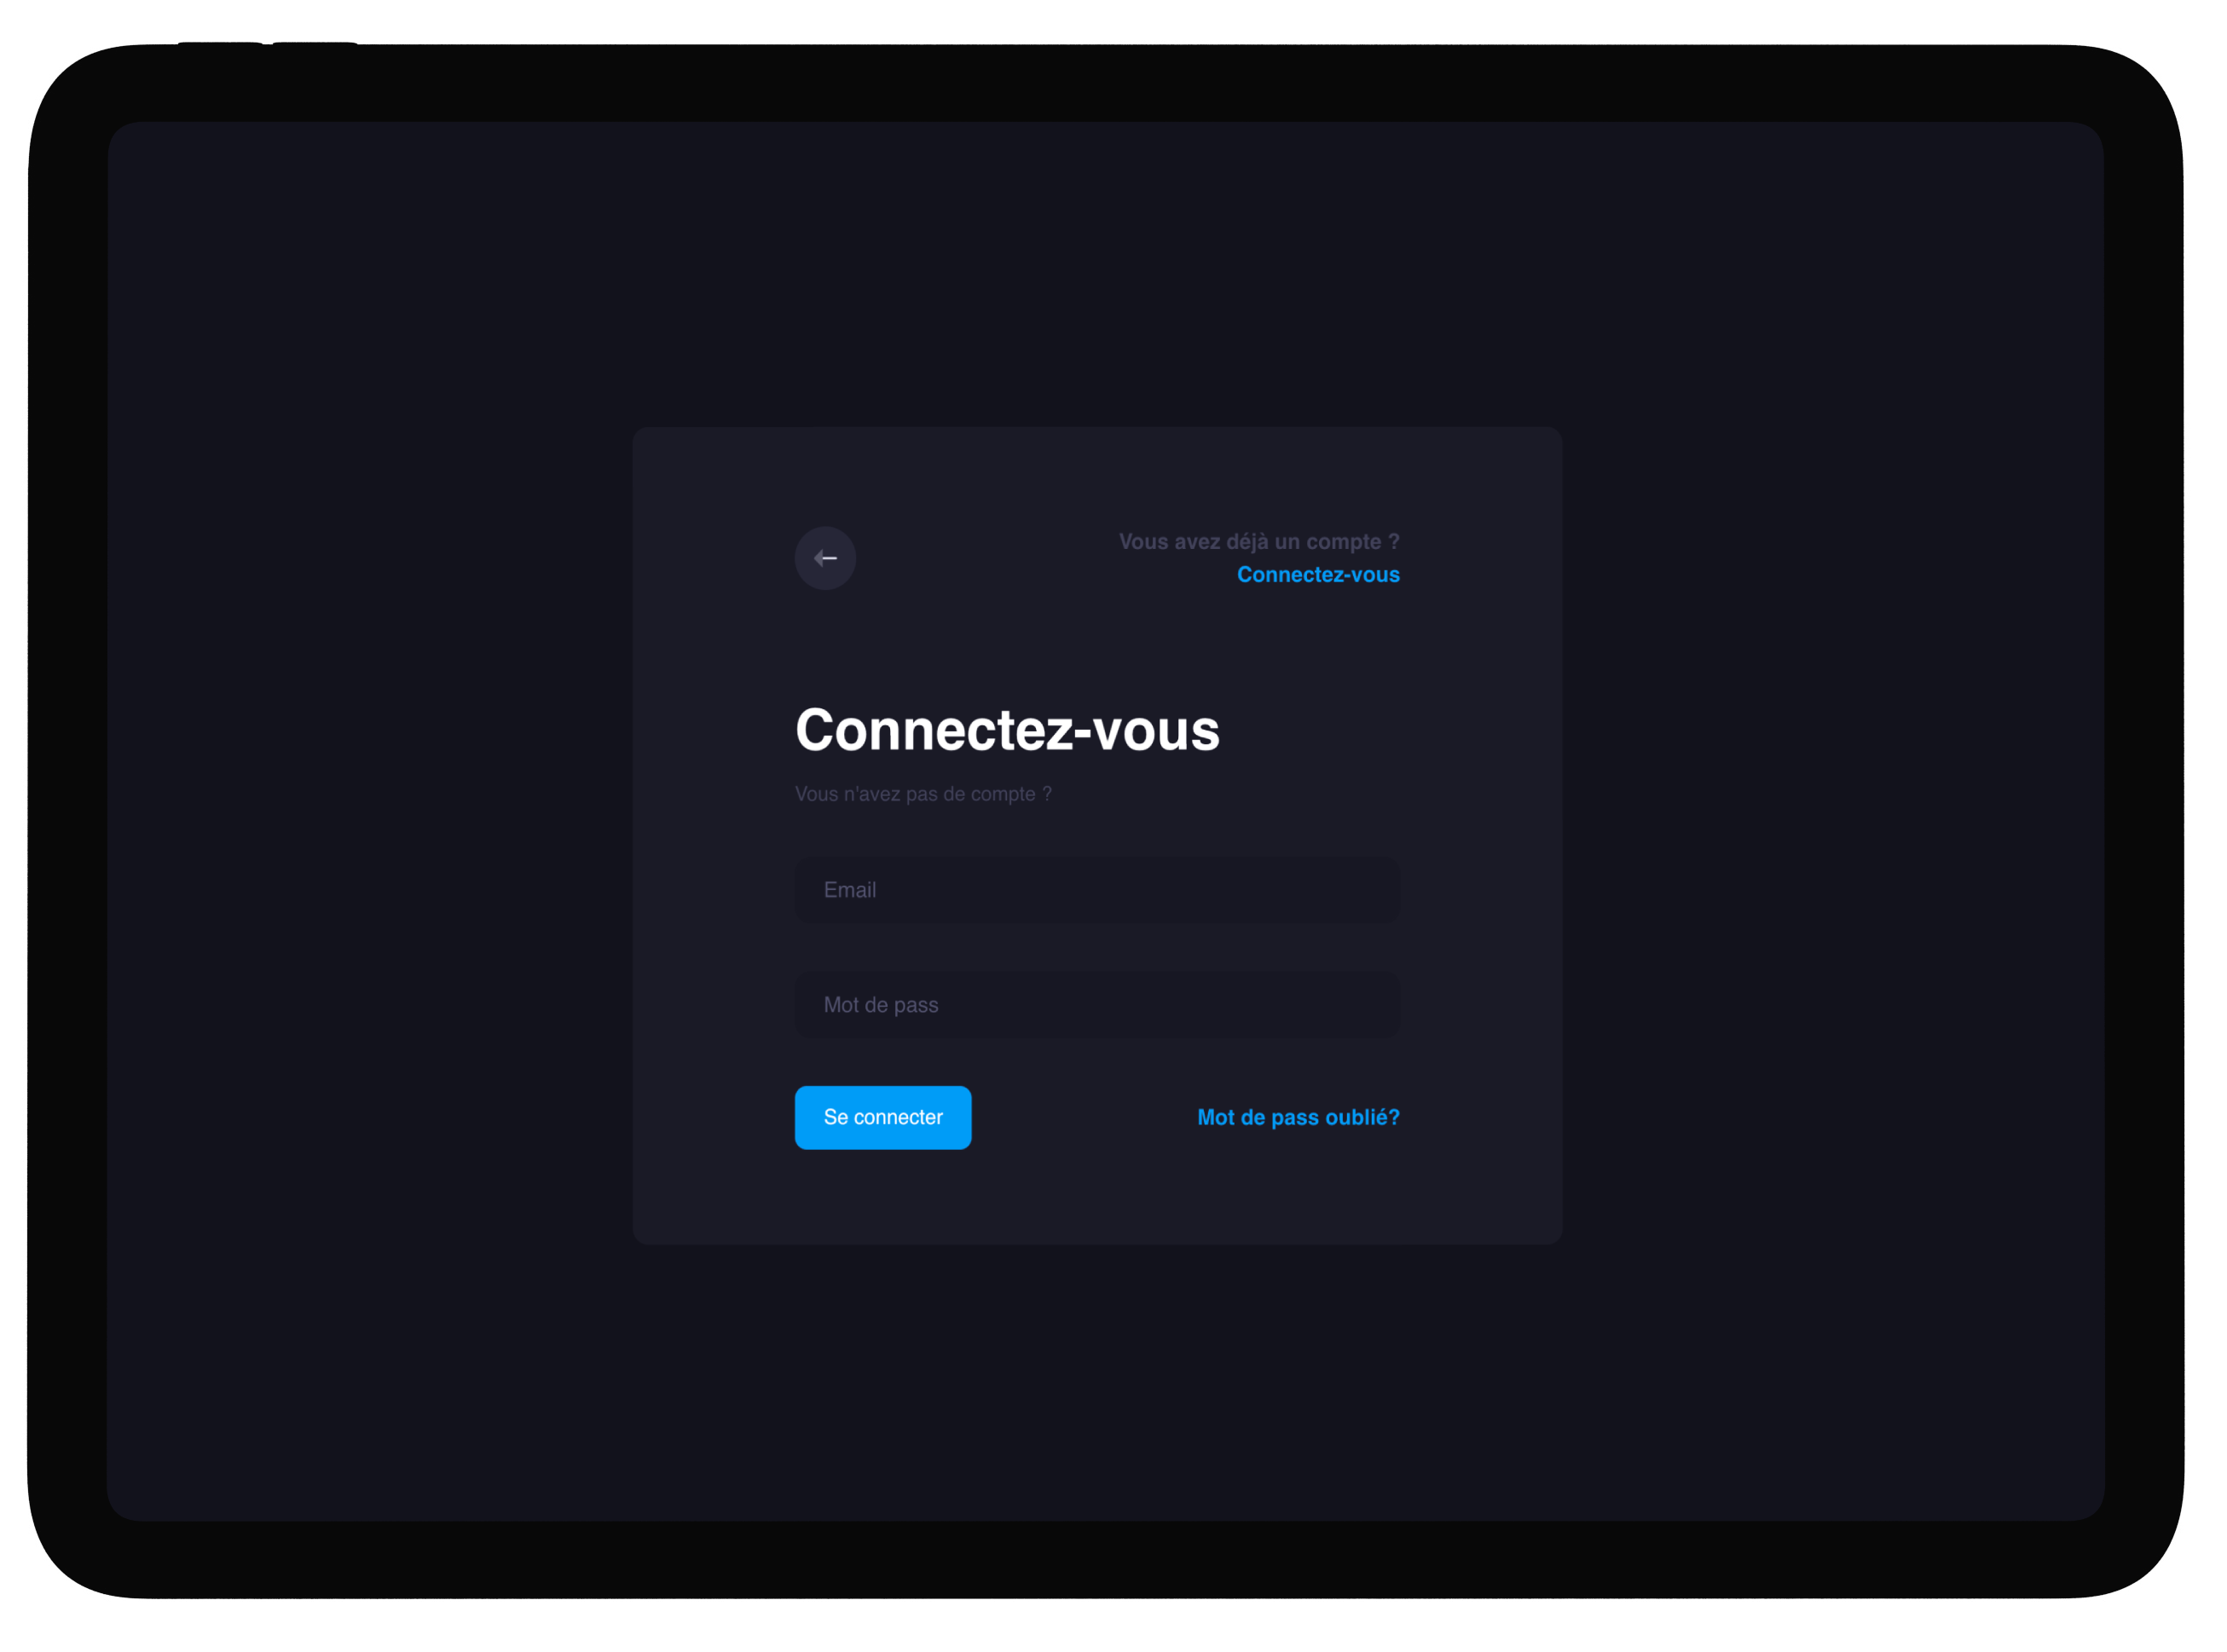 Vous avez déjà un compte ?
Connectez-vous
Connectez-vous
Vous n'avez pas de compte ?
Email
Mot de pass
Se connecter
Mot de pass oublié?